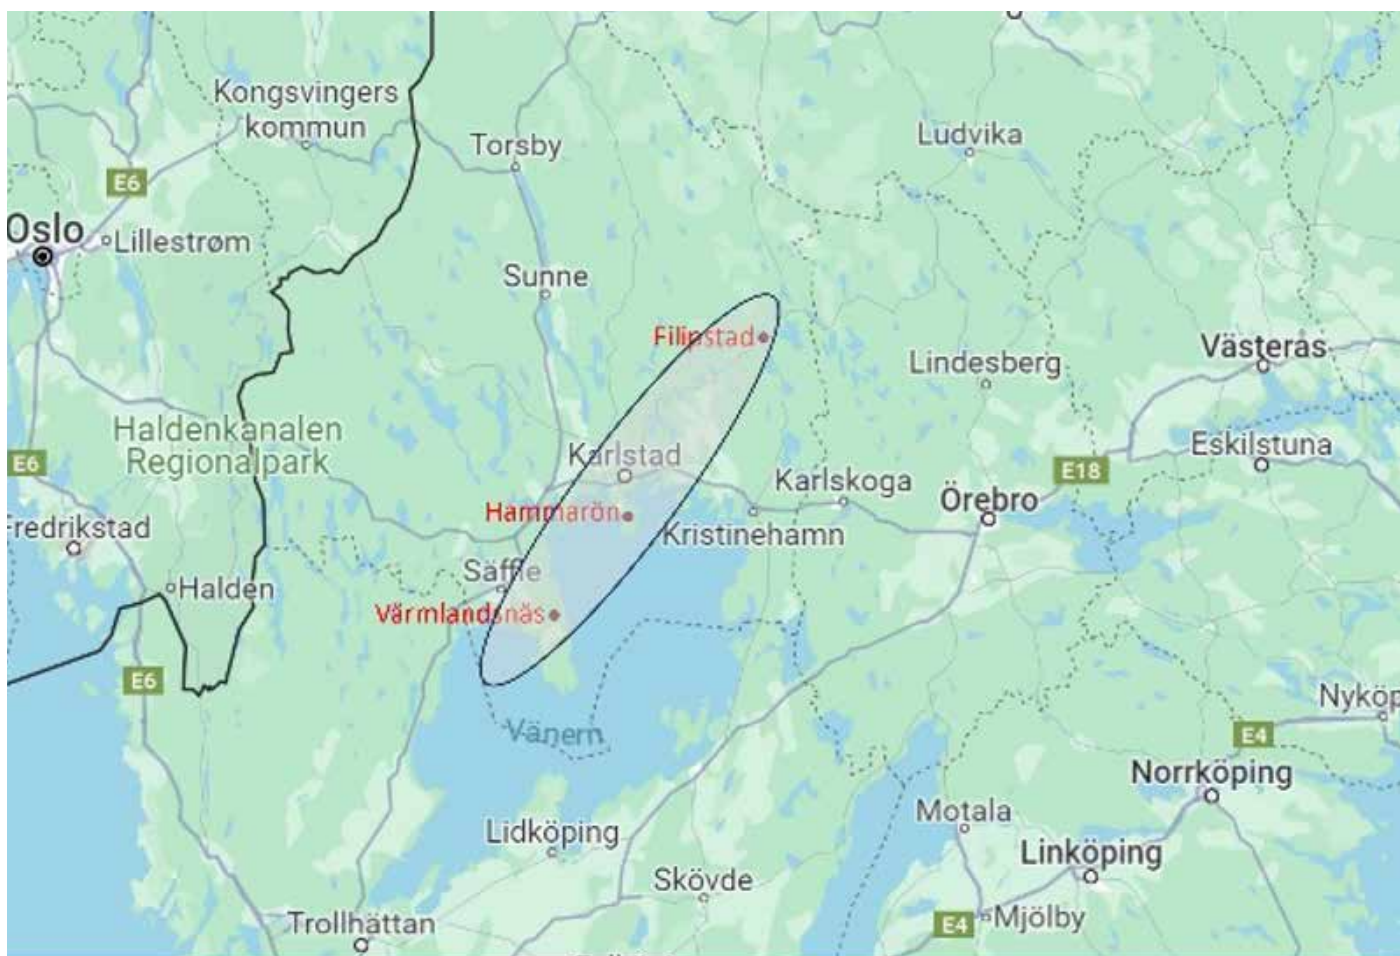 Kongsvingers
kommun
Torsby
Ludvika
E6
Oslo
Lillestrøm
Sunne
Filipstad
Västerås
Lindesberg
Haldenkanalen
Regionalpark
Eskilstuna
Karlstad
E6
E18
Karlskoga
Örebro
Hammarön
Fredrikstad
Kristinehamn
Säffle
Halden
Värmlandsnäs
E6
Nyköp
Vänern
E4
Norrköping
Motala
Lidköping
Linköping
Skövde
Mjölby
E4
Trollhättan